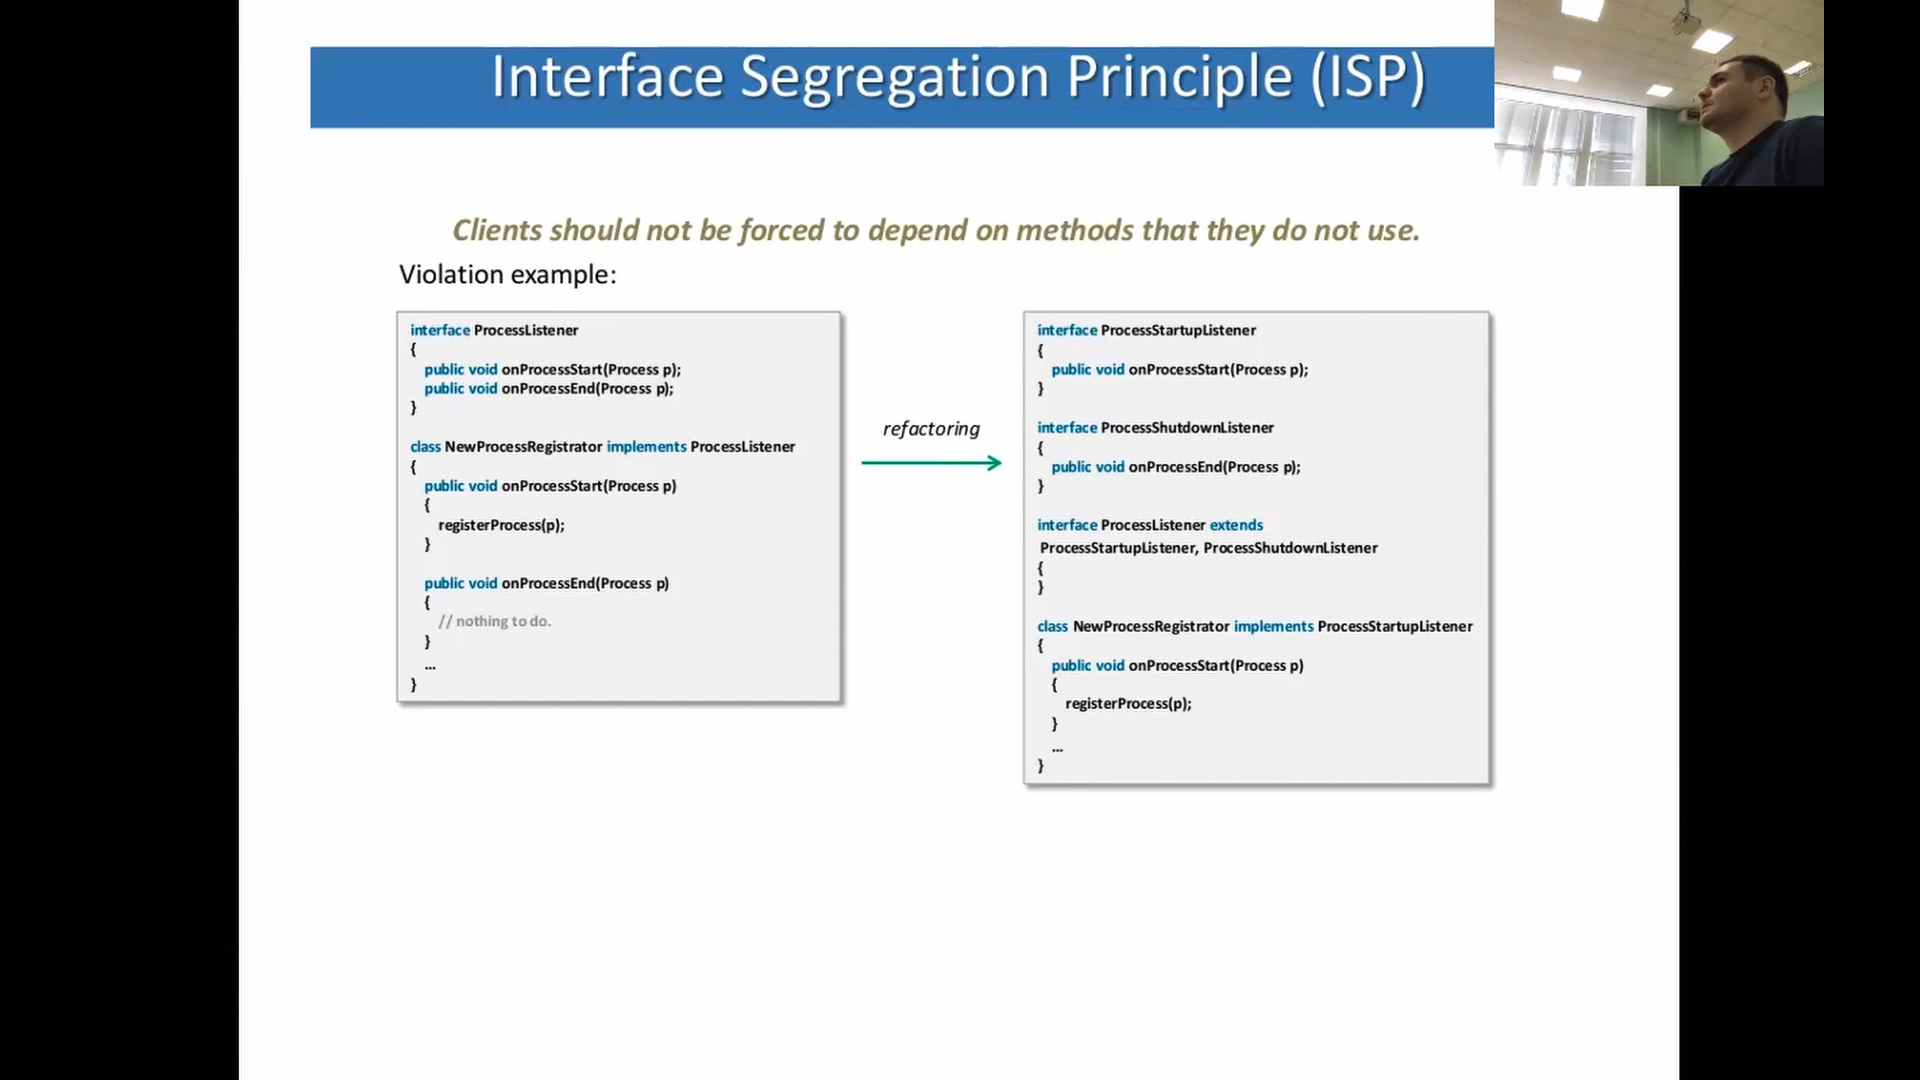 Interface Segregation Principle (ISP)
Clients should not be forced to depend on methods that they do not use.
Violation example:
interface ProcessListener
{
public void onProcessStart(Process p);
public void onProcessEnd(Process p);
}
class NewProcessRegistrator implements ProcessListener
{
public void onProcessStart(Process p)
{
registerProcess(p);
}
public void onProcessEnd(Process p)
{
// nothing to do.
}
...
}
refactoring
interface ProcessStartupListener
{
public void onProcessStart(Process p);
}
interface ProcessShutdownListener
{
public void onProcessEnd(Process p);
}
interface ProcessListener extends
ProcessStartupListener, ProcessShutdownListener
{
}
class NewProcessRegistrator implements ProcessStartupListener
{
public void onProcessStart(Process p)
{
registerProcess(p);
}
...
}